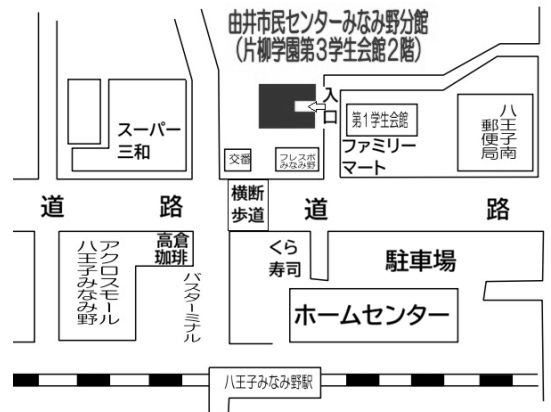 由井市民センターみなみ野分館
（片柳学園第３学生会館２階）
入
口
第１学生会館
ファミリー
マート
八王子南
郵便局
スーパー
三和
交番
フレスポ
みなみ野
横断
歩道
道　路
道　路
高倉
珈琲
アクロスモール
八王子みなみ野
バスターミナル
くら
寿司
駐車場
ホームセンター
八王子みなみ野駅